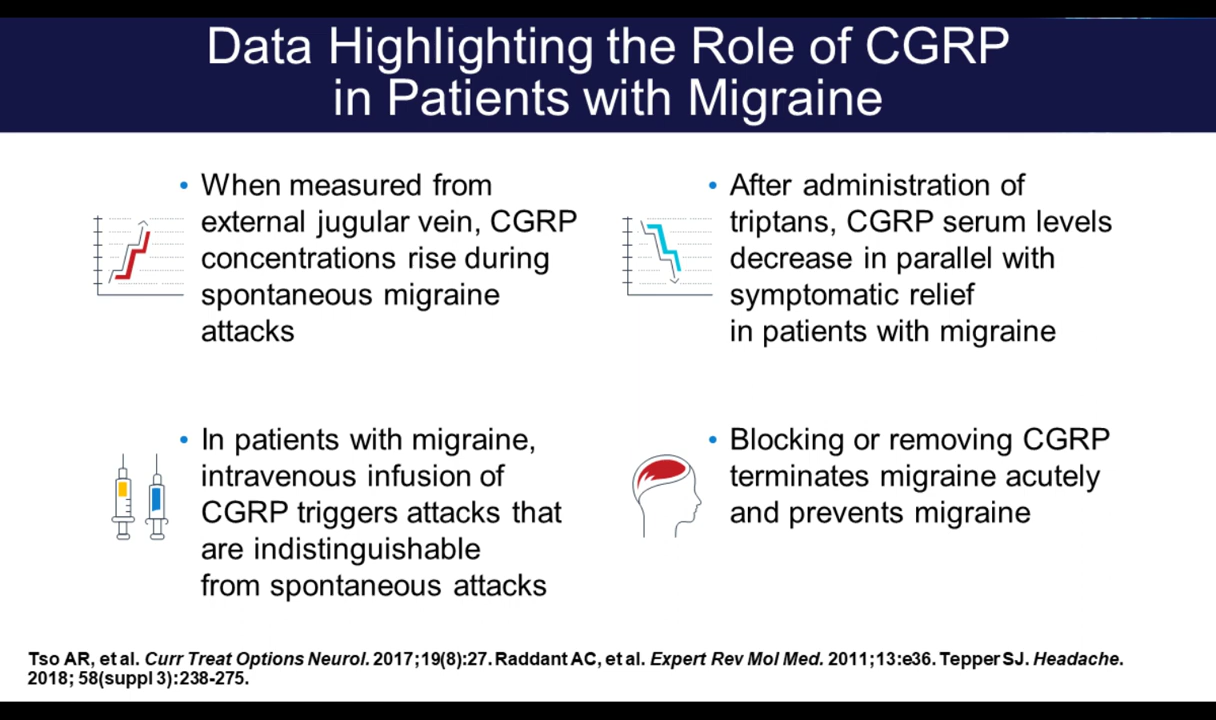 Data Highlighting the Role of CGRP
in Patients with Migraine
• When measured from
external jugular vein, CGRP
concentrations rise during
spontaneous migraine
attacks
• After administration of
triptans, CGRP serum levels
decrease in parallel with
symptomatic relief
in patients with migraine
• In patients with migraine,
intravenous infusion of
CGRP triggers attacks that
are indistinguishable
from spontaneous attacks
• Blocking or removing CGRP
terminates migraine acutely
and prevents migraine
Tso AR, et al. Curr Treat Options Neurol. 2017;19(8):27. Raddant AC, et al. Expert Rev Mol Med. 2011;13:e36. Tepper SJ. Headache.
2018; 58(suppl 3):238-275.